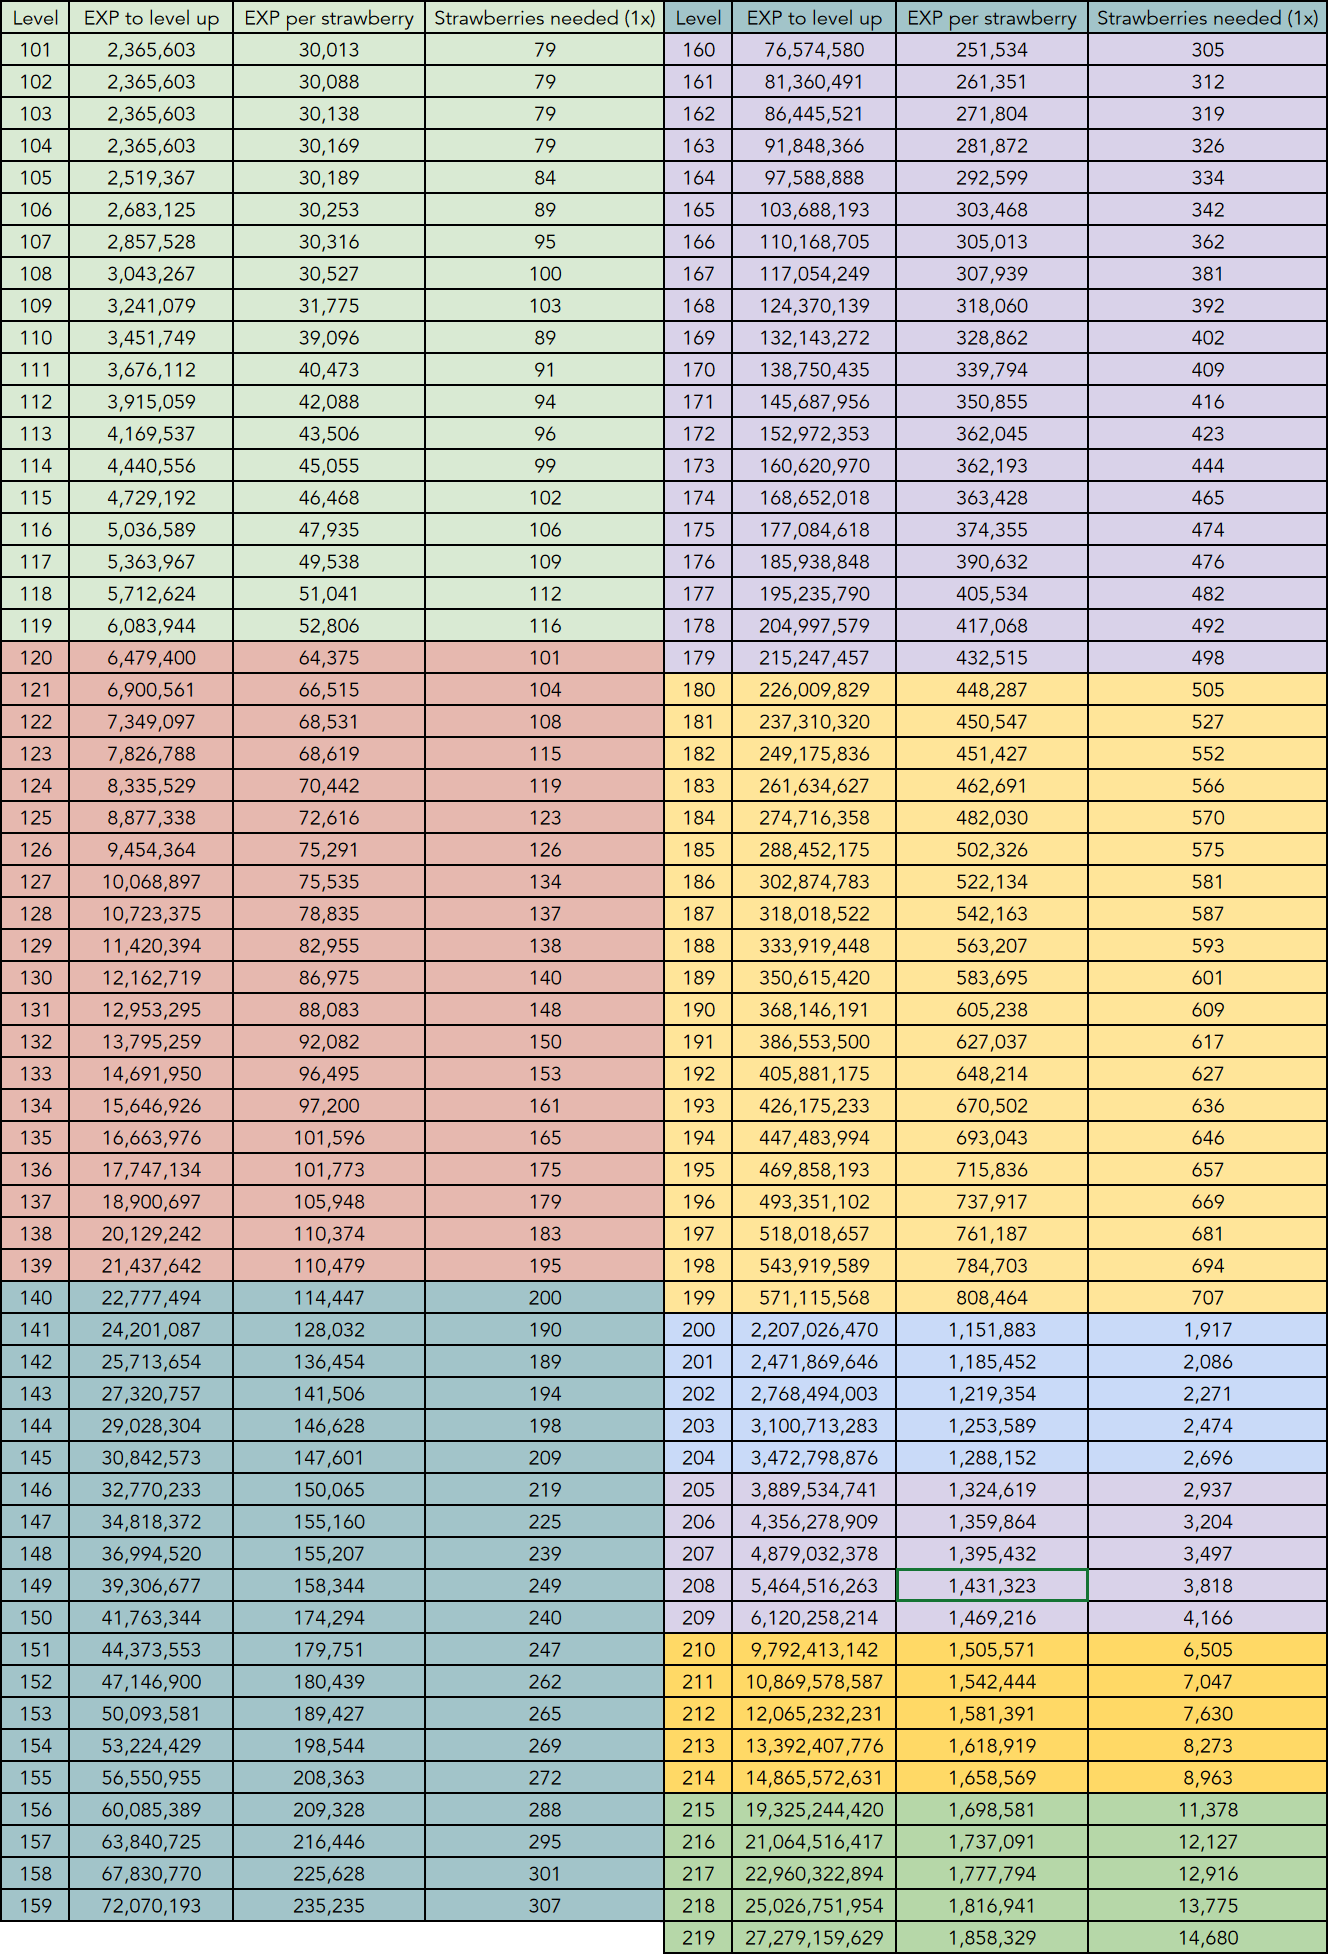 Level EXP to level up EXP per strawberry Strawberries needed (1x) Level EXP to level up EXP per strawberry Strawberries needed (1x)
101 2,365,603 30,013 79 160 76,574,580 251,534 305
102 2,365,603 30,088 79 161 81,360,491 261,351 312
103 2,365,603 30,138 79 162 86,445,521 271,804 319
104 2,365,603 30,169 79 163 91,848,366 281,872 326
105 2,519,367 30,189 84 164 97,588,888 292,599 334
106 2,683,125 30,253 89 165 103,688,193 303,468 342
107 2,857,528 30,316 95 166 110,168,705 305,013 362
108 3,043,267 30,527 100 167 117,054,249 307,939 381
109 3,241,079 31,775 103 168 124,370,139 318,060 392
110 3,451,749 39,096 89 169 132,143,272 328,862 402
111 3,676,112 40,473 91 170 138,750,435 339,794 409
112 3,915,059 42,088 94 171 145,687,956 350,855 416
113 4,169,537 43,506 96 172 152,972,353 362,045 423
114 4,440,556 45,055 99 173 160,620,970 362,193 444
115 4,729,192 46,468 102 174 168,652,018 363,428 465
116 5,036,589 47,935 106 175 177,084,618 374,355 474
117 5,363,967 49,538 109 176 185,938,848 390,632 476
118 5,712,624 51,041 112 177 195,235,790 405,534 482
119 6,083,944 52,806 116 178 204,997,579 417,068 492
120 6,479,400 64,375 101 179 215,247,457 432,515 498
121 6,900,561 66,515 104 180 226,009,829 448,287 505
122 7,349,097 68,531 108 181 237,310,320 450,547 527
123 7,826,788 68,619 115 182 249,175,836 451,427 552
124 8,335,529 70,442 119 183 261,634,627 462,691 566
125 8,877,338 72,616 123 184 274,716,358 482,030 570
126 9,454,364 75,291 126 185 288,452,175 502,326 575
127 10,068,897 75,535 134 186 302,874,783 522,134 581
128 10,723,375 78,835 137 187 318,018,522 542,163 587
129 11,420,394 82,955 138 188 333,919,448 563,207 593
130 12,162,719 86,975 140 189 350,615,420 583,695 601
131 12,953,295 88,083 148 190 368,146,191 605,238 609
132 13,795,259 92,082 150 191 386,553,500 627,037 617
133 14,691,950 96,495 153 192 405,881,175 648,214 627
134 15,646,926 97,200 161 193 426,175,233 670,502 636
135 16,663,976 101,596 165 194 447,483,994 693,043 646
136 17,747,134 101,773 175 195 469,858,193 715,836 657
137 18,900,697 105,948 179 196 493,351,102 737,917 669
138 20,129,242 110,374 183 197 518,018,657 761,187 681
139 21,437,642 110,479 195 198 543,919,589 784,703 694
140 22,777,494 114,447 200 199 571,115,568 808,464 707
141 24,201,087 128,032 190 200 2,207,026,470 1,151,883 1,917
142 25,713,654 136,454 189 201 2,471,869,646 1,185,452 2,086
143 27,320,757 141,506 194 202 2,768,494,003 1,219,354 2,271
144 29,028,304 146,628 198 203 3,100,713,283 1,253,589 2,474
145 30,842,573 147,601 209 204 3,472,798,876 1,288,152 2,696
146 32,770,233 150,065 219 205 3,889,534,741 1,324,619 2,937
147 34,818,372 155,160 225 206 4,356,278,909 1,359,864 3,204
148 36,994,520 155,207 239 207 4,879,032,378 1,395,432 3,497
149 39,306,677 158,344 249 208 5,464,516,263 1,431,323 3,818
150 41,763,344 174,294 240 209 6,120,258,214 1,469,216 4,166
151 44,373,553 179,751 247 210 9,792,413,142 1,505,571 6,505
152 47,146,900 180,439 262 211 10,869,578,587 1,542,444 7,047
153 50,093,581 189,427 265 212 12,065,232,231 1,581,391 7,630
154 53,224,429 198,544 269 213 13,392,407,776 1,618,919 8,273
155 56,550,955 208,363 272 214 14,865,572,631 1,658,569 8,963
156 60,085,389 209,328 288 215 19,325,244,420 1,698,581 11,378
157 63,840,725 216,446 295 216 21,064,516,417 1,737,091 12,127
158 67,830,770 225,628 301 217 22,960,322,894 1,777,794 12,916
159 72,070,193 235,235 307 218 25,026,751,954 1,816,941 13,775
219 27,279,159,629 1,858,329 14,680